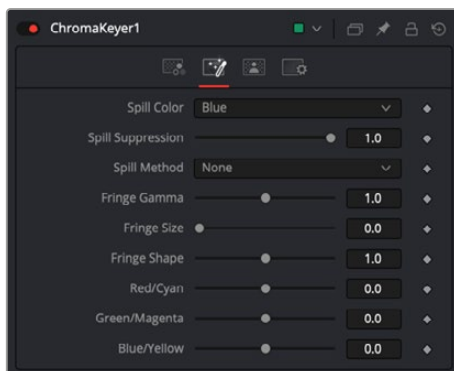 ChromaKeyer1
Spill Color Blue
Spill Suppression 1.0
Spill Method None
Fringe Gamma 1.0
Fringe Size 0.0
Fringe Shape 1.0
Red/Cyan 0.0
Green/Magenta 0.0
Blue/Yellow 0.0